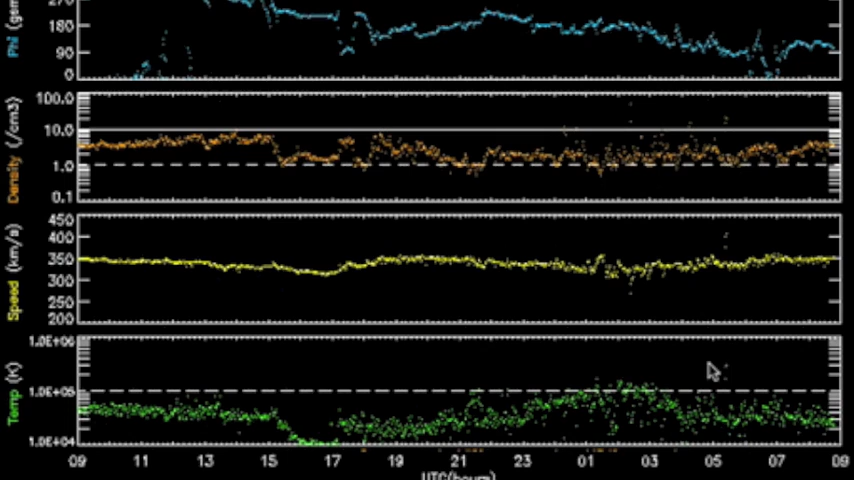 270
Phi (gsm
180
90
0
Density (/cm3)
100.0
10.0
1.0
0.1
Speed (km/s)
450
400
350
300
250
200
Temp (K)
1.0E+06
1.0E+05
1.0E+04
09 11 13 15 17 19 21 23 01 03 05 07 09
UTC(hours)